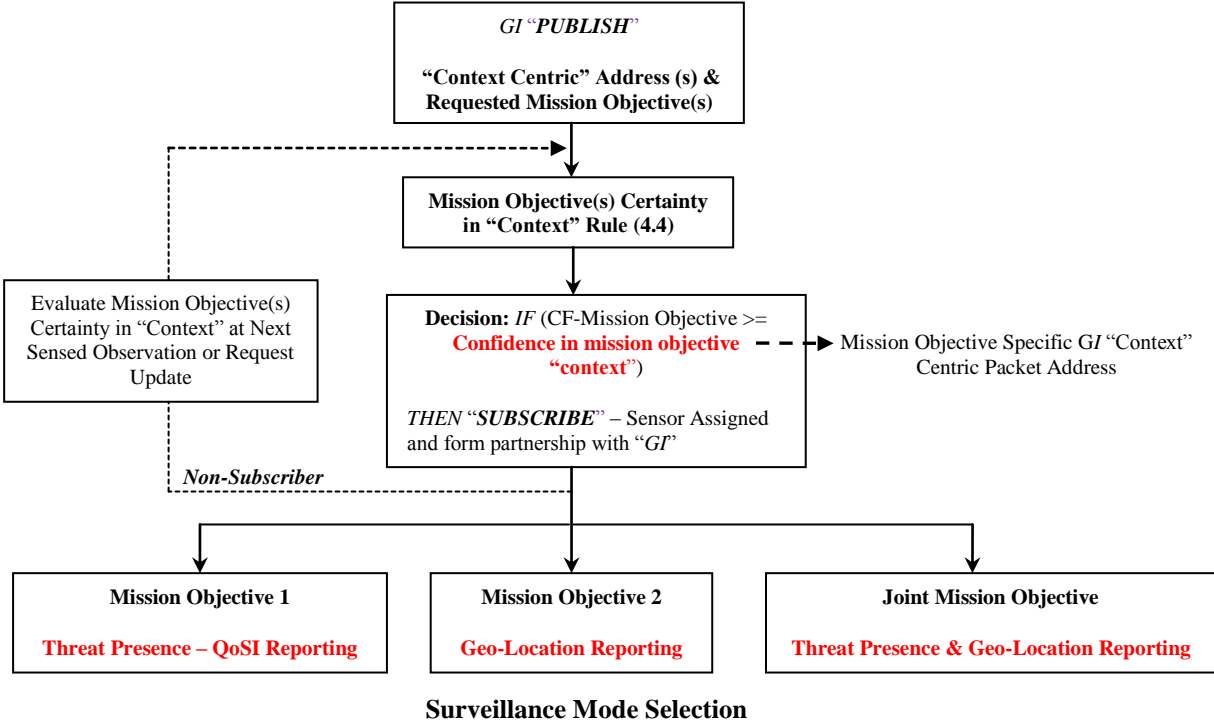 GI “PUBLISH”
“Context Centric” Address (s) &
Requested Mission Objective(s)
Mission Objective(s) Certainty
in “Context” Rule (4.4)
Evaluate Mission Objective(s)
Certainty in “Context” at Next
Sensed Observation or Request
Update
Decision: IF (CF-Mission Objective >=
Confidence in mission objective
“context”)
THEN “SUBSCRIBE” – Sensor Assigned
and form partnership with “GI”
Mission Objective Specific GI “Context”
Centric Packet Address
Non-Subscriber
Mission Objective 1
Threat Presence – QoSI Reporting
Mission Objective 2
Geo-Location Reporting
Joint Mission Objective
Threat Presence & Geo-Location Reporting
Surveillance Mode Selection